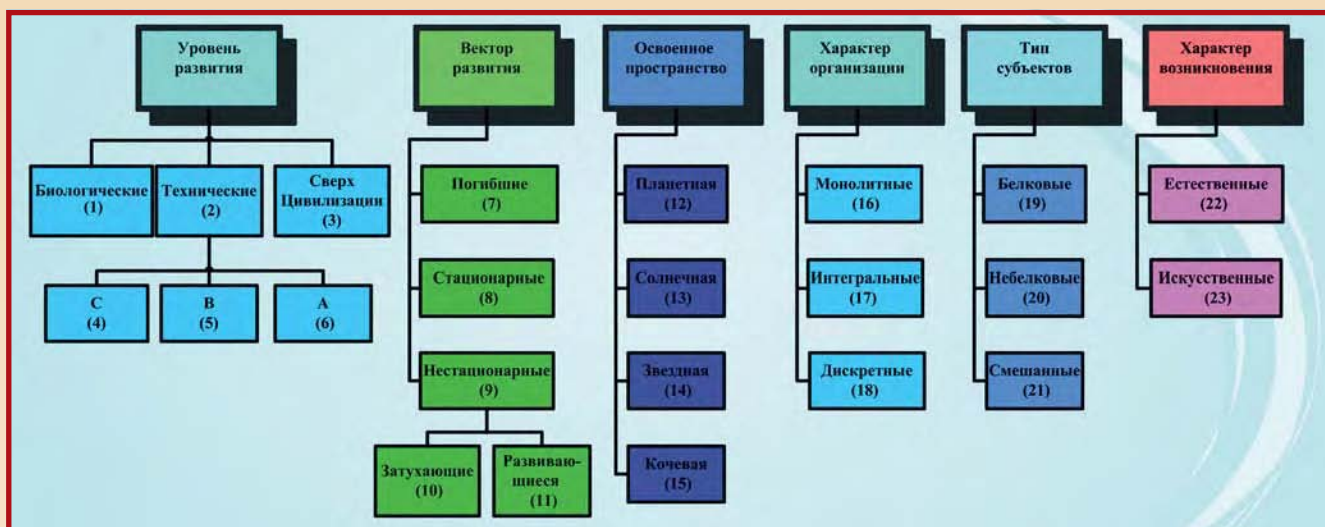 Уровень
развития
Биологические
(1)
Технические
(2)
Сверх
Цивилизации
(3)
С
(4)
В
(5)
А
(6)
Вектор
развития
Погибшие
(7)
Стационарные
(8)
Нестационарные
(9)
Затухающие
(10)
Развиваю-
щиеся
(11)
Освоенное
пространство
Планетная
(12)
Солнечная
(13)
Звездная
(14)
Кочевая
(15)
Характер
организации
Монолитные
(16)
Интегральные
(17)
Дискретные
(18)
Тип
субъектов
Белковые
(19)
Небелковые
(20)
Смешанные
(21)
Характер
возникновения
Естественные
(22)
Искусственные
(23)